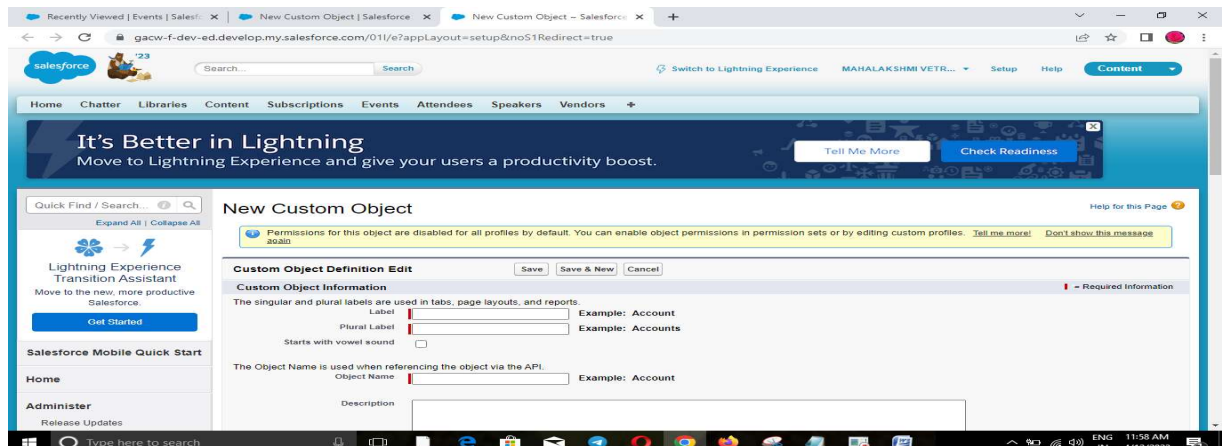 Recently Viewed | Events | Salesf
New Custom Object | Salesforce
New Custom Object ~ Salesforce
gacw-f-dev-ed.develop.my.salesforce.com/01I/e?appLayout=setup&noS1Redirect=true
salesforce
'23
Search...
Search
Switch to Lightning Experience
MAHALAKSHMI VETR...
Setup
Help
Content
Home Chatter Libraries Content Subscriptions Events Attendees Speakers Vendors +
It's Better in Lightning
Move to Lightning Experience and give your users a productivity boost.
Tell Me More
Check Readiness
Quick Find / Search...
Expand All | Collapse All
Lightning Experience
Transition Assistant
Move to the new, more productive
Salesforce.
Get Started
Salesforce Mobile Quick Start
Home
Administer
Release Updates
New Custom Object
Help for this Page
Permissions for this object are disabled for all profiles by default. You can enable object permissions in permission sets or by editing custom profiles. Tell me more! Don't show this message
again
Custom Object Definition Edit
Save
Save & New
Cancel
Custom Object Information
= Required Information
The singular and plural labels are used in tabs, page layouts, and reports.
Label
Example: Account
Plural Label
Example: Accounts
Starts with vowel sound
The Object Name is used when referencing the object via the API.
Object Name
Example: Account
Description
Type here to search
ENG
11:58 AM